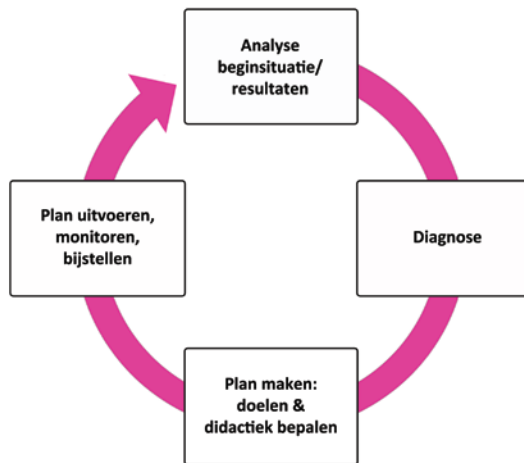 Analyse
beginsituatie/
resultaten
Diagnose
Plan maken:
doelen &
didactiek bepalen
Plan uitvoeren,
monitoren,
bijstellen